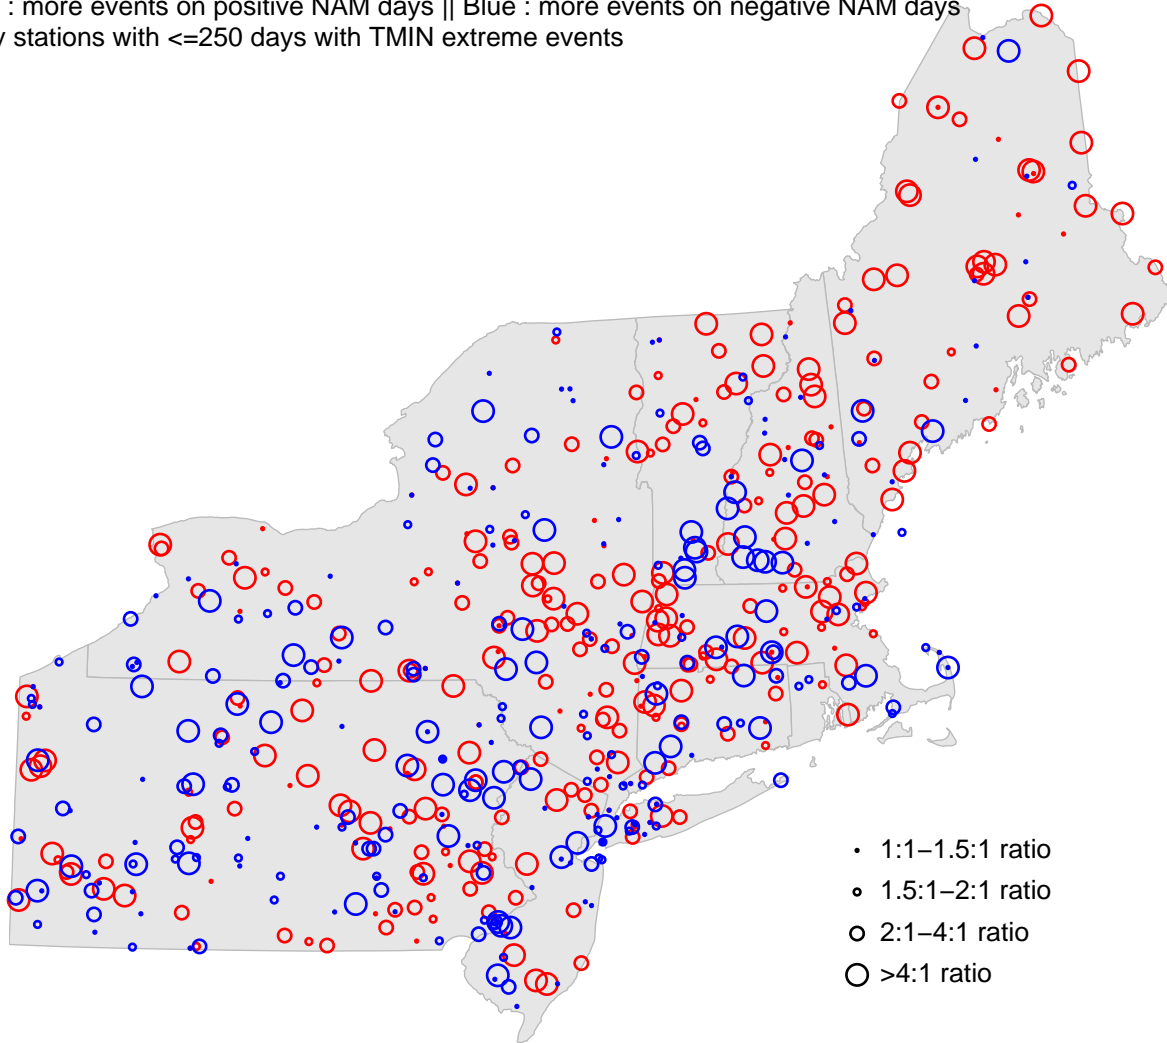 : more events on positive NAM days || Blue : more events on negative NAM days
stations with <=250 days with TMIN extreme events
1:1–1.5:1 ratio
1.5:1–2:1 ratio
2:1–4:1 ratio
>4:1 ratio